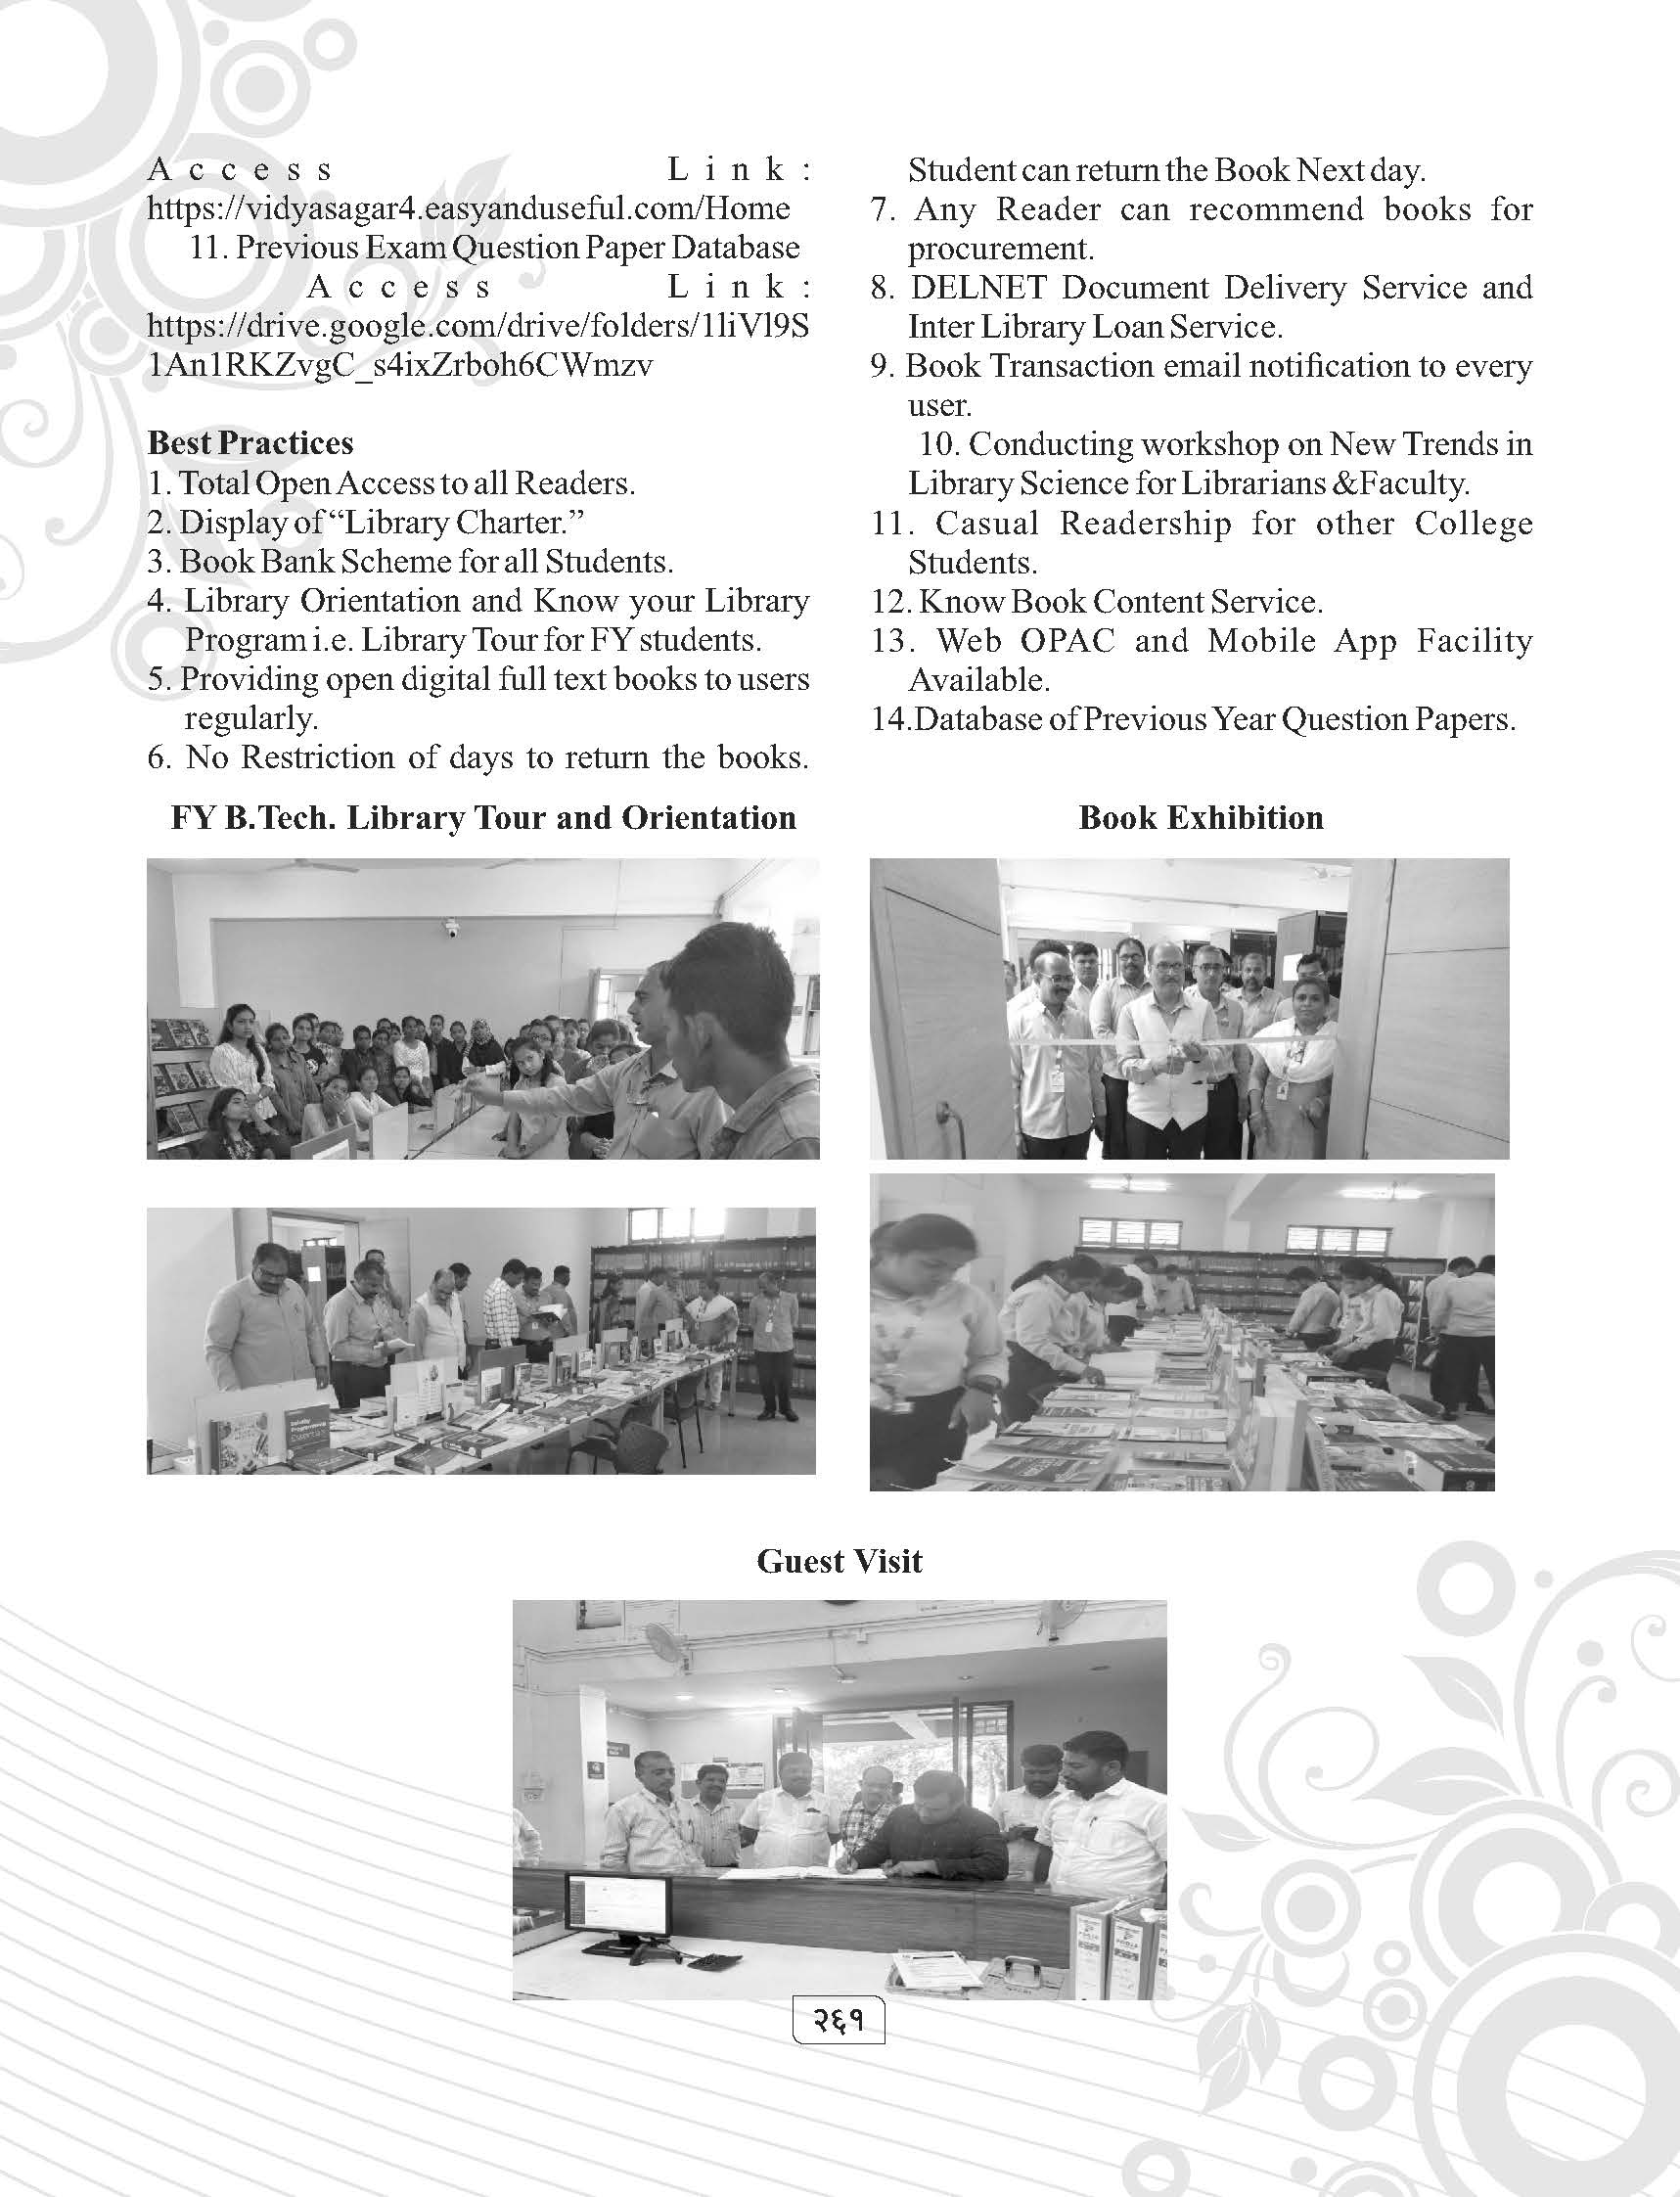 Access Link:
https://vidyasagar4.easyanduseful.com/Home
11. Previous Exam Question Paper Database
Access Link:
https://drive.google.com/drive/folders/1liVl9S
1An1RKZvgC_s4ixZrboh6CWmzv
Best Practices
1. Total Open Access to all Readers.
2. Display of “Library Charter.”
3. Book Bank Scheme for all Students.
4. Library Orientation and Know your Library
Program i.e. Library Tour for FY students.
5. Providing open digital full text books to users
regularly.
6. No Restriction of days to return the books.
Student can return the Book Next day.
7. Any Reader can recommend books for
procurement.
8. DELNET Document Delivery Service and
Inter Library Loan Service.
9. Book Transaction email notification to every
user.
10. Conducting workshop on New Trends in
Library Science for Librarians &Faculty.
11. Casual Readership for other College
Students.
12. Know Book Content Service.
13. Web OPAC and Mobile App Facility
Available.
14.Database of Previous Year Question Papers.
FY B.Tech. Library Tour and Orientation
Book Exhibition
Guest Visit
२६१